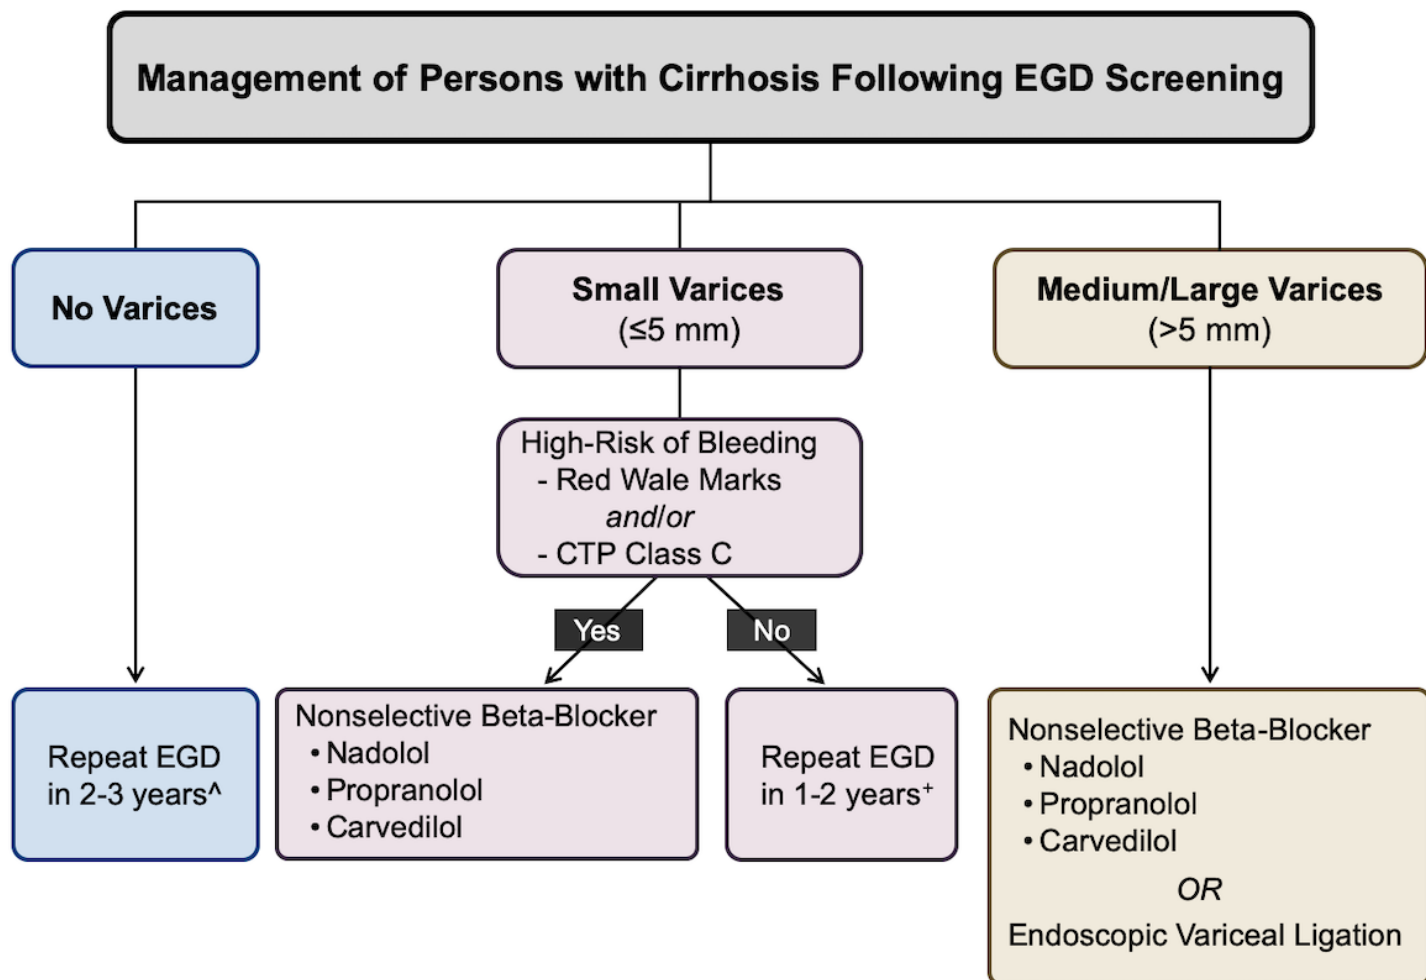 Management of Persons with Cirrhosis Following EGD Screening
No Varices
Small Varices
(≤5 mm)
Medium/Large Varices
(>5 mm)
High-Risk of Bleeding
- Red Wale Marks
and/or
- CTP Class C
Yes
No
Repeat EGD
in 2-3 years^
Nonselective Beta-Blocker
• Nadolol
• Propranolol
• Carvedilol
Repeat EGD
in 1-2 years⁺
Nonselective Beta-Blocker
• Nadolol
• Propranolol
• Carvedilol
OR
Endoscopic Variceal Ligation